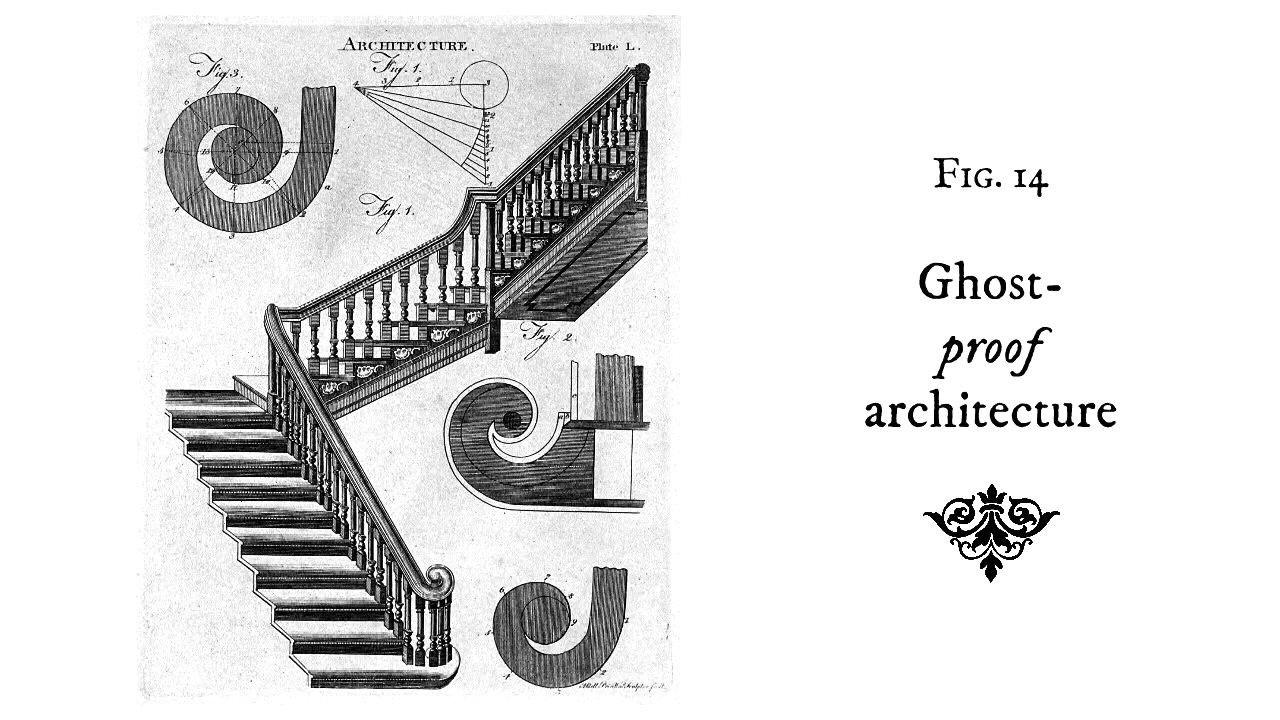 ARCHITECTURE.
Plate L.
Fig. 3.
Fig. 1.
Fig. 1.
Fig. 2.
Fig. 14
Ghost-
proof
architecture